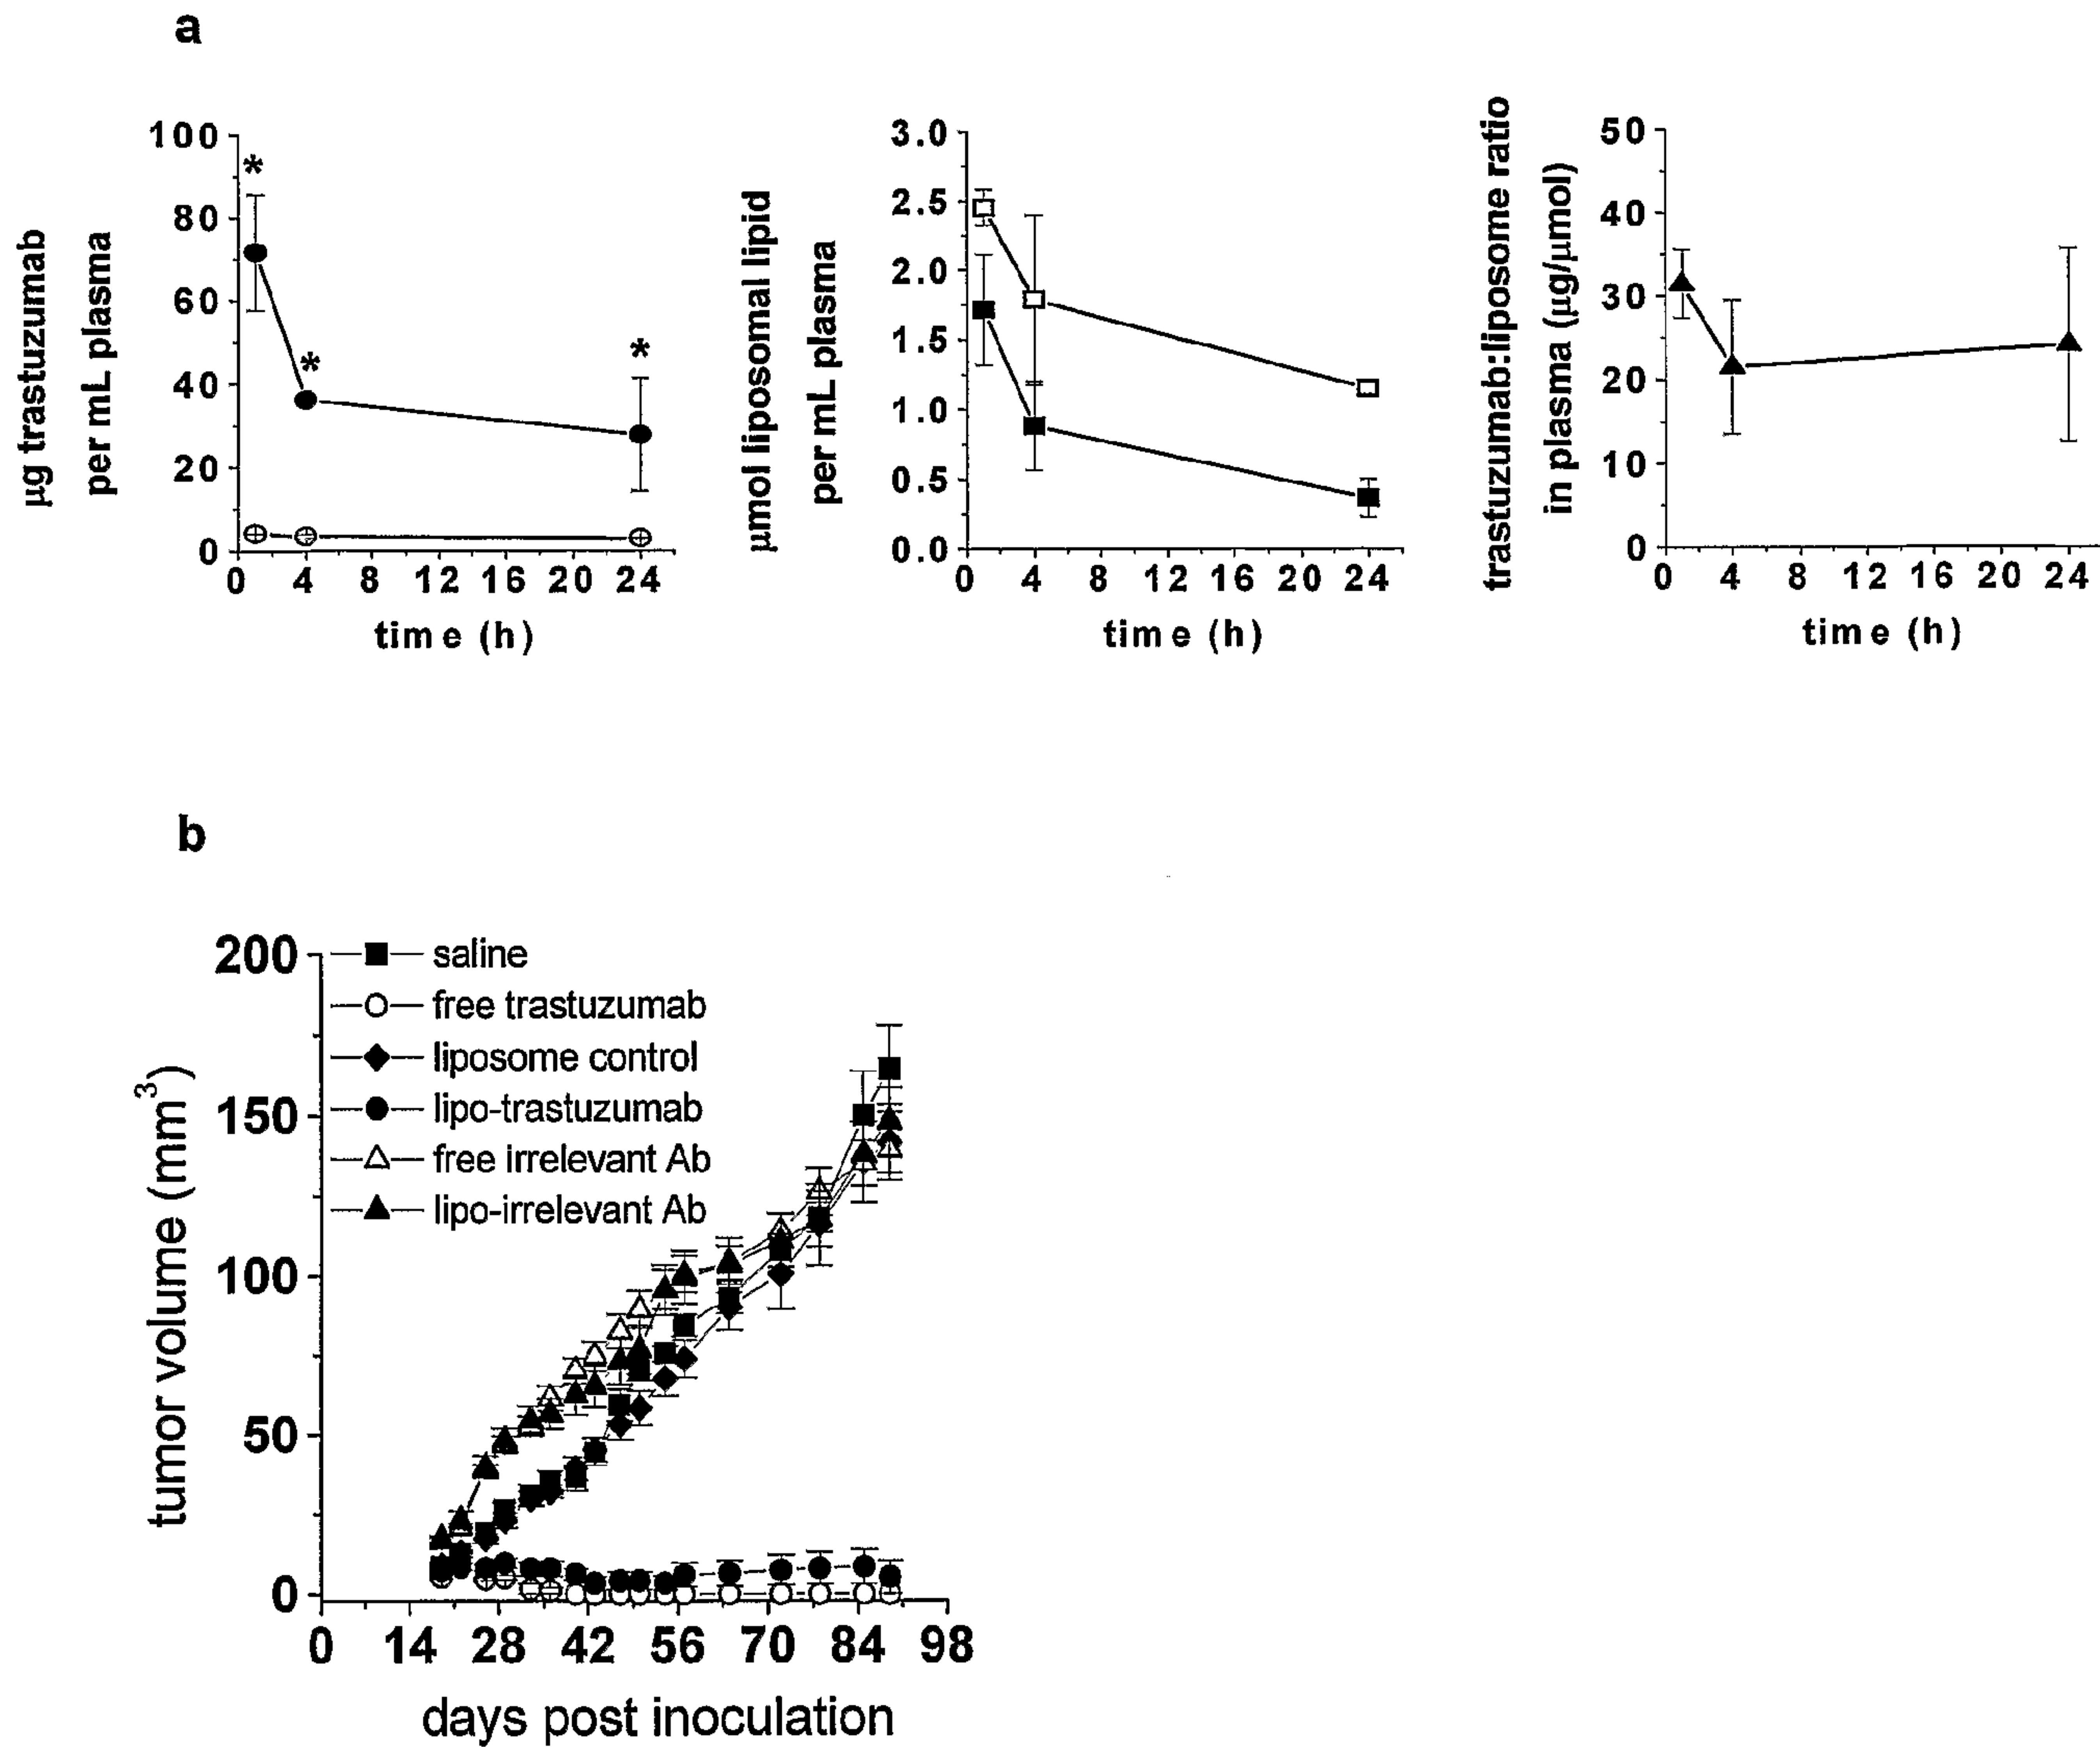 a
µg trastuzumab
per mL plasma
100
80
60
40
20
0
*
*
*
0 4 8 12 16 20 24
time (h)
µmol liposomal lipid
per mL plasma
3.0
2.5
2.0
1.5
1.0
0.5
0.0
0 4 8 12 16 20 24
time (h)
trastuzumab:liposome ratio
in plasma (µg/µmol)
50
40
30
20
10
0
0 4 8 12 16 20 24
time (h)
b
tumor volume (mm³)
200
150
100
50
0
saline
free trastuzumab
liposome control
lipo-trastuzumab
free irrelevant Ab
lipo-irrelevant Ab
0 14 28 42 56 70 84 98
days post inoculation